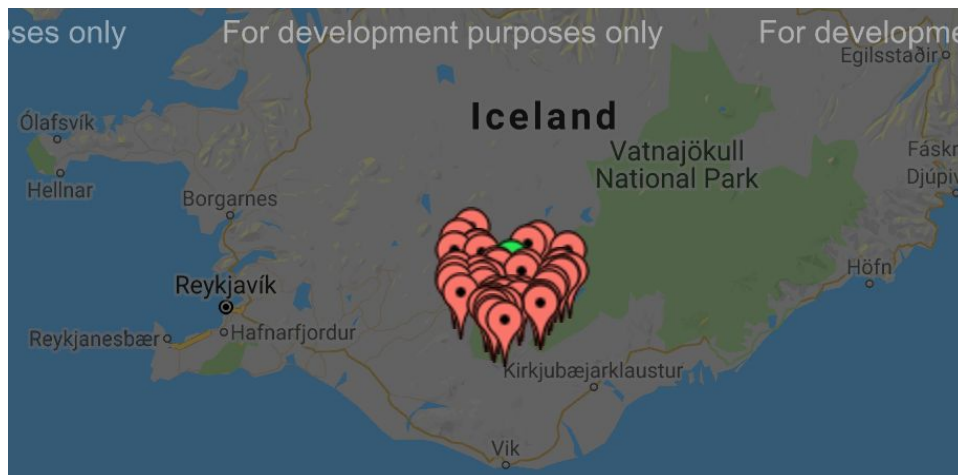 ses only
For development purposes only
For developme
Egilsstaðir
Iceland
Ólafsvík
Vatnajökull
National Park
Fáskr
Hellnar
Djúpiv
Borgarnes
Höfn
Reykjavík
Reykjanesbær
Hafnarfjordur
Kirkjubæjarklaustur
Vik